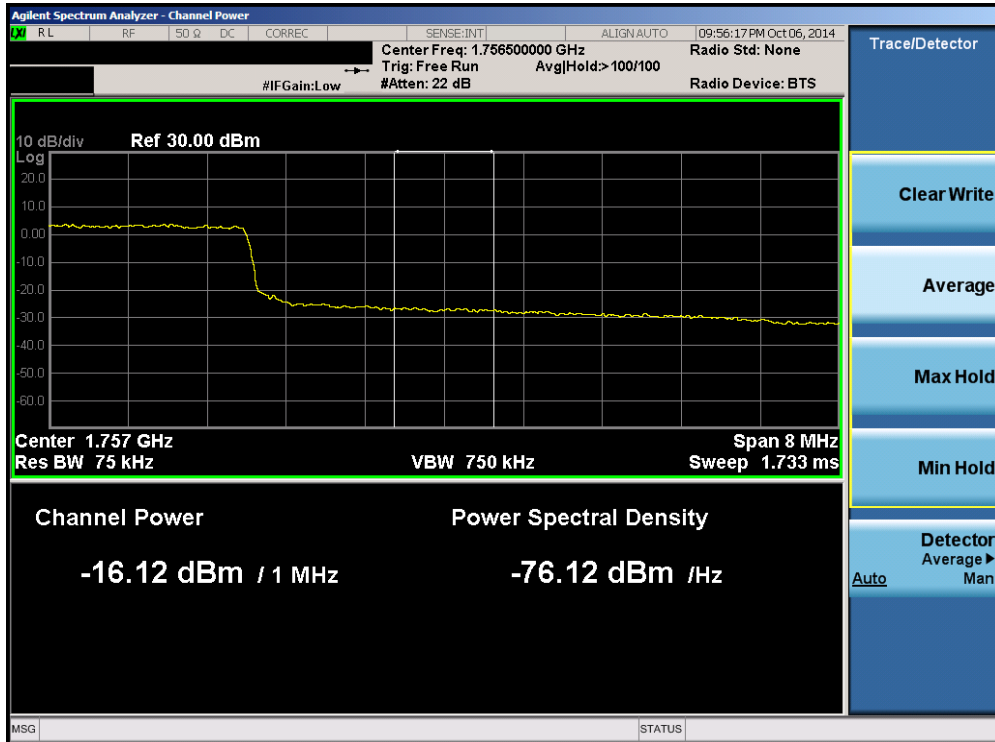 Agilent Spectrum Analyzer - Channel Power
LXI RL RF 50 Ω DC CORREC SENSE:INT ALIGNAUTO 09:56:17 PM Oct 06, 2014
Center Freq: 1.756500000 GHz Radio Std: None
Trig: Free Run Avg|Hold:>100/100
#IFGain:Low #Atten: 22 dB Radio Device: BTS
10 dB/div Ref 30.00 dBm
Log
20.0
10.0
0.00
-10.0
-20.0
-30.0
-40.0
-50.0
-60.0
Center 1.757 GHz Span 8 MHz
Res BW 75 kHz VBW 750 kHz Sweep 1.733 ms
Channel Power Power Spectral Density
-16.12 dBm / 1 MHz -76.12 dBm /Hz
MSG STATUS
Trace/Detector
Clear Write
Average
Max Hold
Min Hold
Detector
Average▶
Auto Man